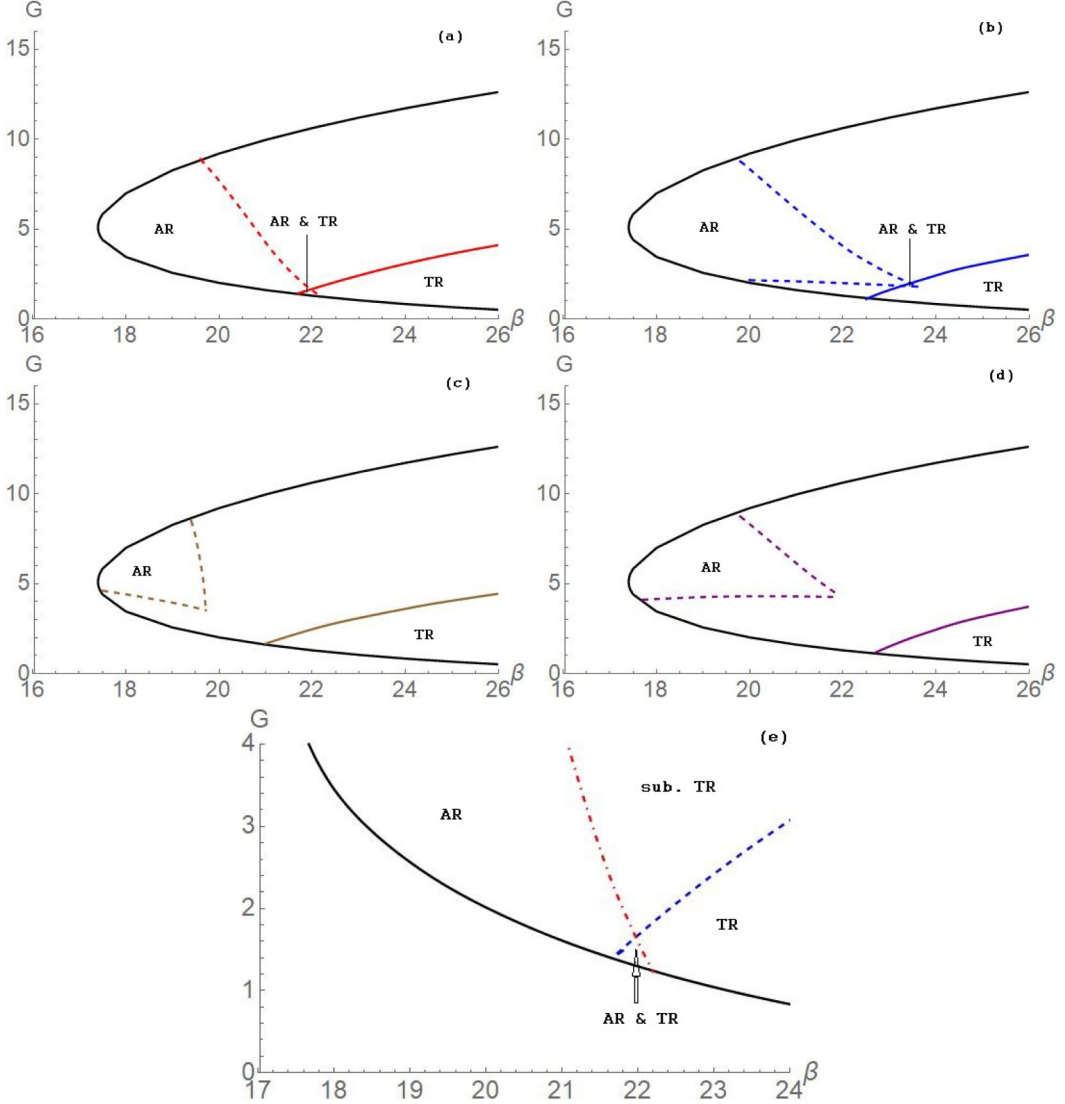 G G
(a) (b)
15 15
10 10
AR & TR AR & TR
5 AR 5 AR
TR TR
0 0
16 18 20 22 24 26 β 16 18 20 22 24 26 β
G G
(c) (d)
15 15
10 10
5 AR 5 AR
TR TR
0 0
16 18 20 22 24 26 β 16 18 20 22 24 26 β
G
(e)
4
sub. TR
AR
3
2
TR
1
AR & TR
0
17 18 19 20 21 22 23 24 β